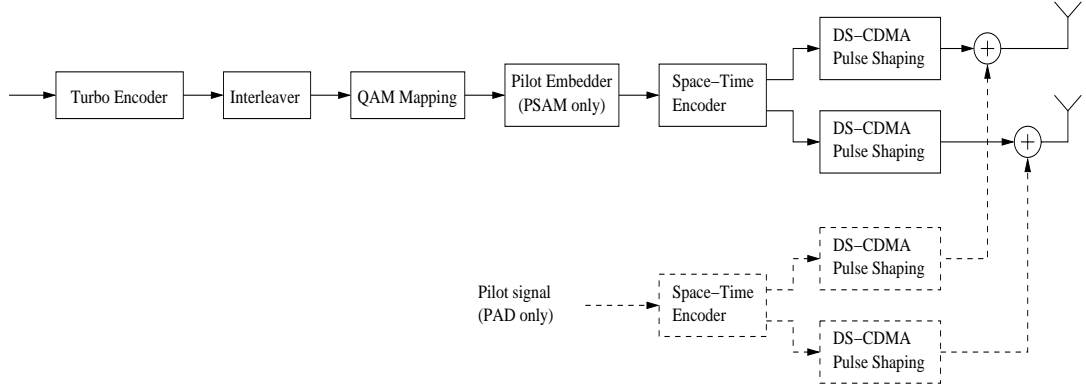 DS−CDMA
Pulse Shaping
+
Turbo Encoder
Interleaver
QAM Mapping
Pilot Embedder
(PSAM only)
Space−Time
Encoder
DS−CDMA
Pulse Shaping
+
DS−CDMA
Pulse Shaping
Pilot signal
(PAD only)
Space−Time
Encoder
DS−CDMA
Pulse Shaping